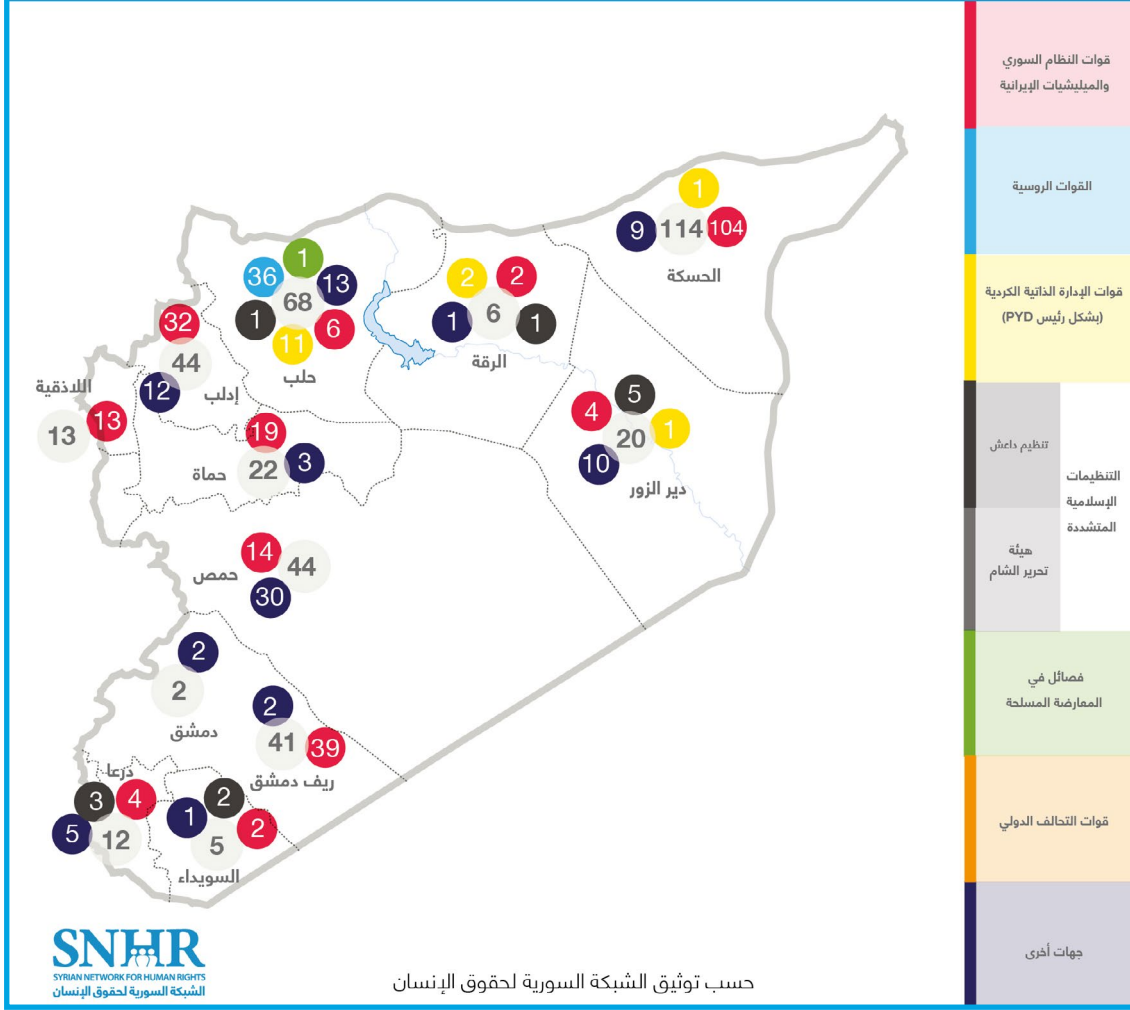 قوات النظام السوري
والميليشيات الإيرانية
القوات الروسية
قوات الإدارة الذاتية الكردية
(بشكل رئيس PYD)
التنظيمات
الإسلامية
المتشددة
تنظيم داعش
هيئة
تحرير الشام
فصائل في
المعارضة المسلحة
قوات التحالف الدولي
جهات أخرى
1
9
114
104
الحسكة
1
36
13
68
1
6
11
حلب
2
2
6
1
1
الرقة
32
44
12
إدلب
اللاذقية
13
13
19
22
3
حماة
5
4
1
20
10
دير الزور
14
44
30
حمص
2
2
دمشق
2
41
39
ريف دمشق
درعا
3
4
5
12
2
1
2
5
السويداء
SNHR
SYRIAN NETWORK FOR HUMAN RIGHTS
الشبكة السورية لحقوق الإنسان
حسب توثيق الشبكة السورية لحقوق الإنسان